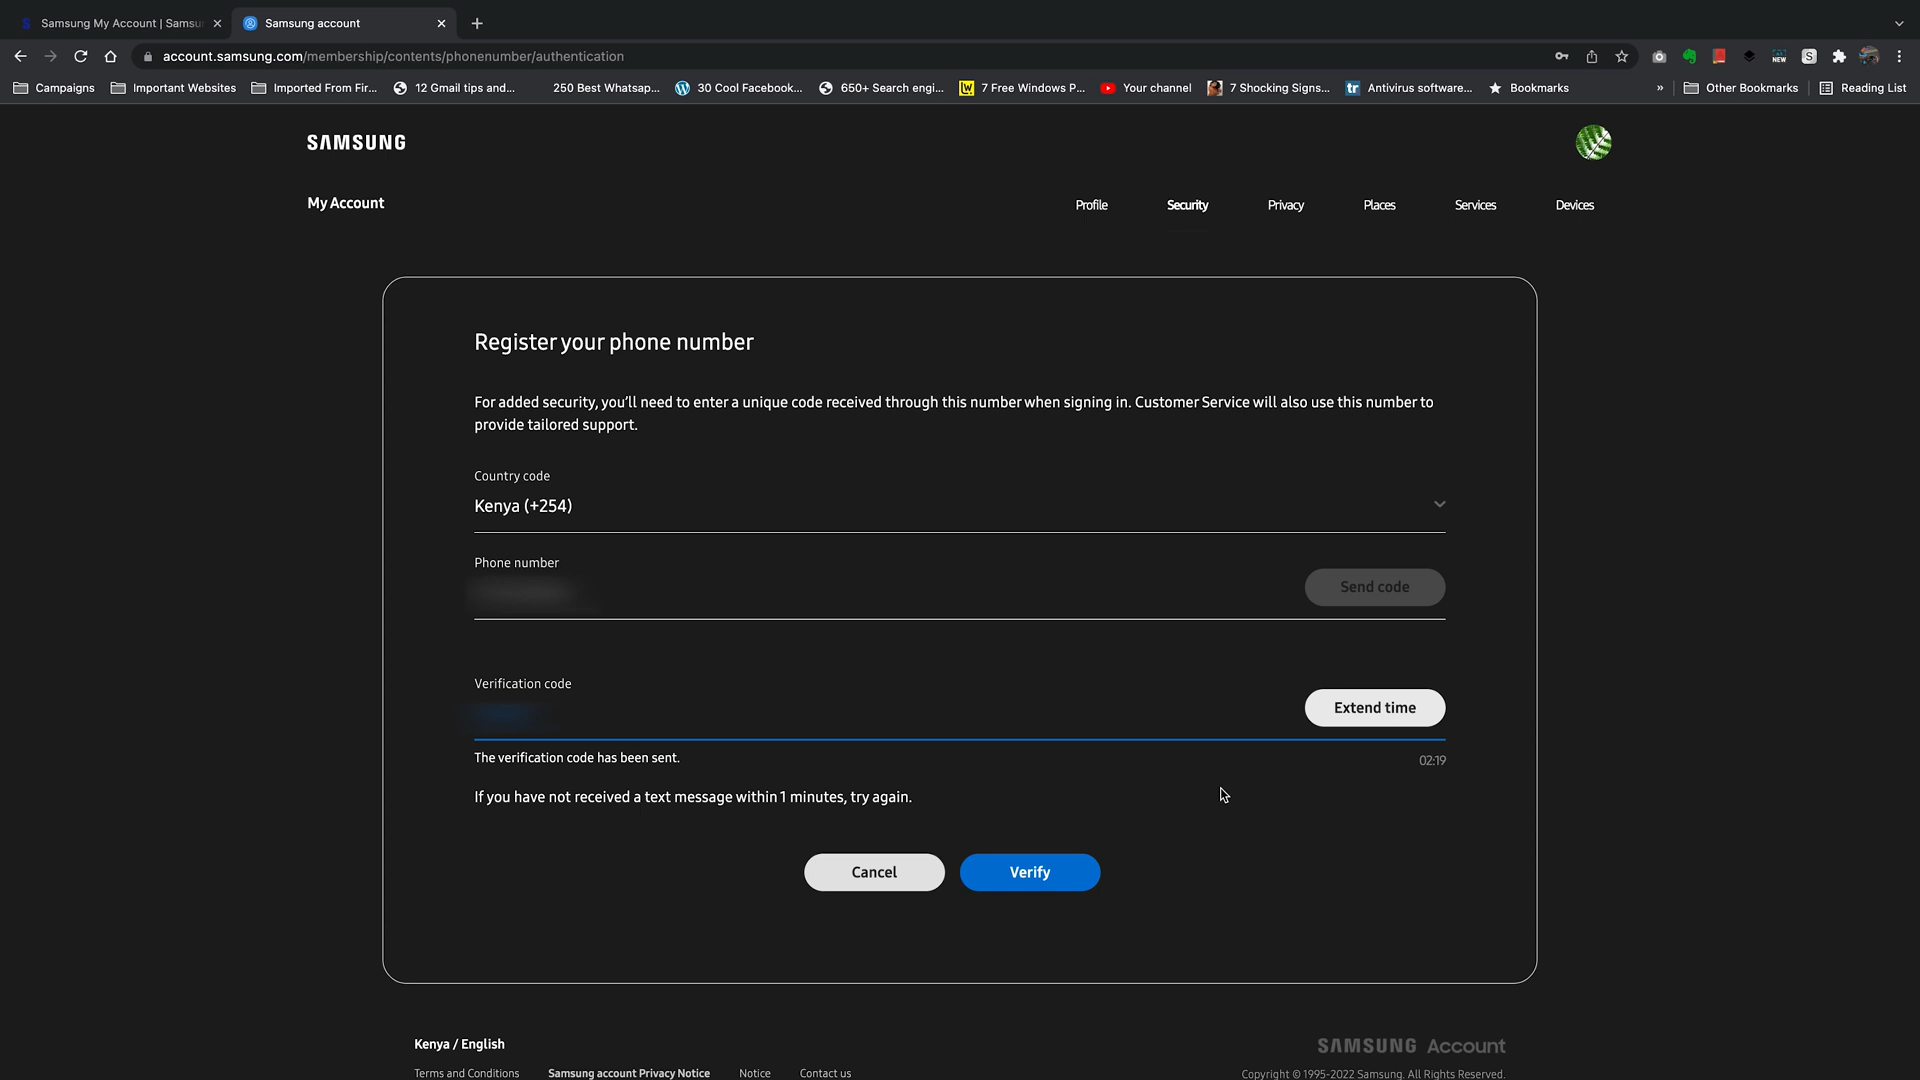 Samsung My Account | Samsu
Samsung account
account.samsung.com/membership/contents/phonenumber/authentication
Campaigns
Important Websites
Imported From Fir...
12 Gmail tips and...
250 Best Whatsap...
30 Cool Facebook...
650+ Search engi...
7 Free Windows P...
Your channel
7 Shocking Signs...
Antivirus software...
Bookmarks
»
Other Bookmarks
Reading List
SAMSUNG
My Account
Profile
Security
Privacy
Places
Services
Devices
Register your phone number
For added security, you'll need to enter a unique code received through this number when signing in. Customer Service will also use this number to
provide tailored support.
Country code
Kenya (+254)
Phone number
Send code
Verification code
Extend time
The verification code has been sent.
02:19
If you have not received a text message within 1 minutes, try again.
Cancel
Verify
Kenya / English
SAMSUNG Account
Terms and Conditions
Samsung account Privacy Notice
Notice
Contact us
Copyright © 1995-2022 Samsung. All Rights Reserved.